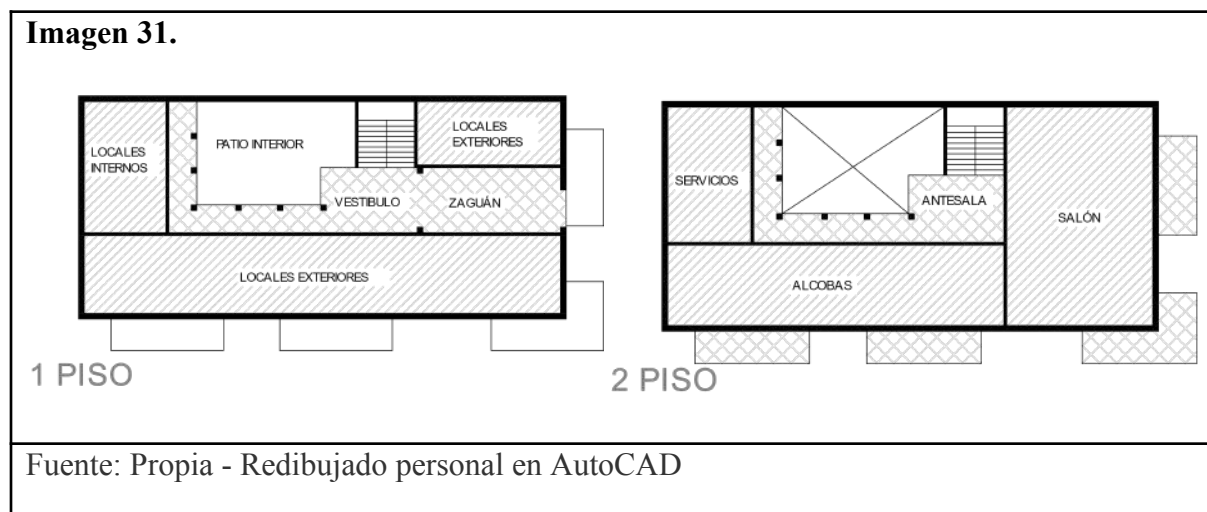 Imagen 31.
LOCALES
INTERNOS
PATIO INTERIOR
LOCALES
EXTERIORES
VESTIBULO
ZAGUÁN
LOCALES EXTERIORES
1 PISO
SERVICIOS
ANTESALA
SALÓN
ALCOBAS
2 PISO
Fuente: Propia - Redibujado personal en AutoCAD